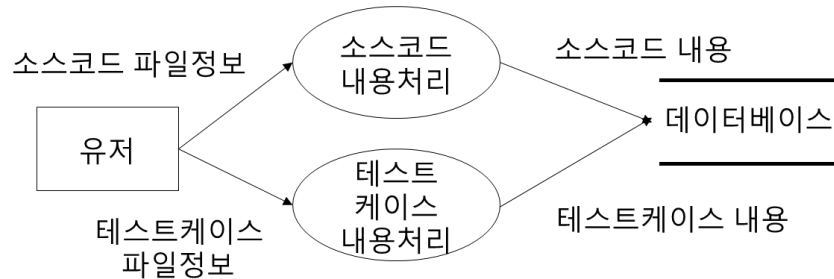 소스코드 파일정보
소스코드
내용처리
소스코드 내용
유저
데이터베이스
테스트케이스
파일정보
테스트
케이스
내용처리
테스트케이스 내용